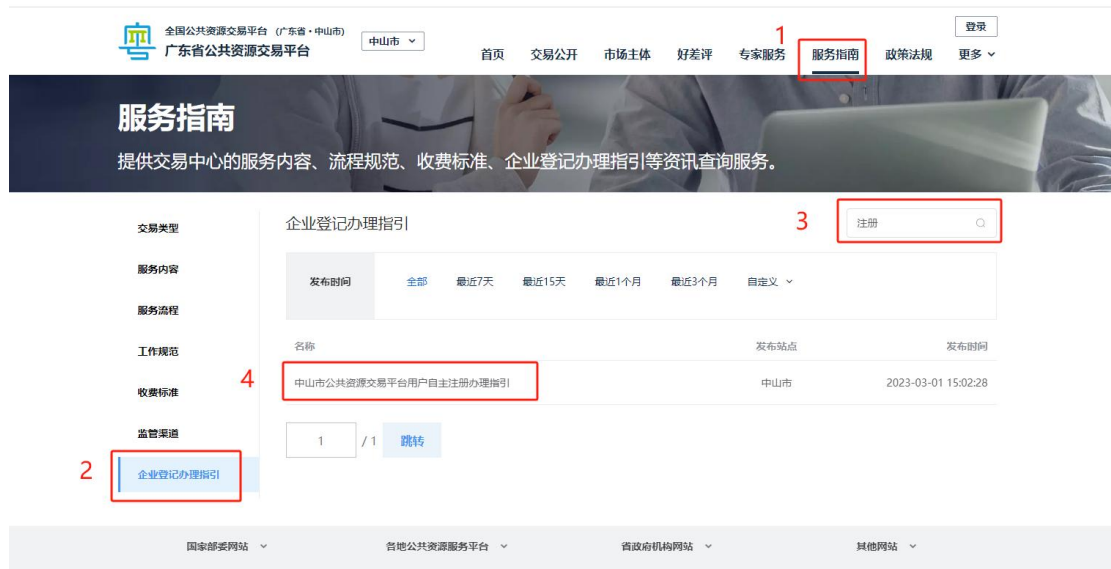 全国公共资源交易平台 (广东省·中山市)
广东省公共资源交易平台
中山市
登录
1
首页 交易公开 市场主体 好差评 专家服务 服务指南 政策法规 更多
服务指南
提供交易中心的服务内容、流程规范、收费标准、企业登记办理指引等资讯查询服务。
交易类型
服务内容
服务流程
工作规范
收费标准
监管渠道
2
企业登记办理指引
企业登记办理指引
3
注册
发布时间 全部 最近7天 最近15天 最近1个月 最近3个月 自定义
名称 发布站点 发布时间
4
中山市公共资源交易平台用户自主注册办理指引 中山市 2023-03-01 15:02:28
1 / 1 跳转
国家部委网站 各地公共资源服务平台 省政府机构网站 其他网站